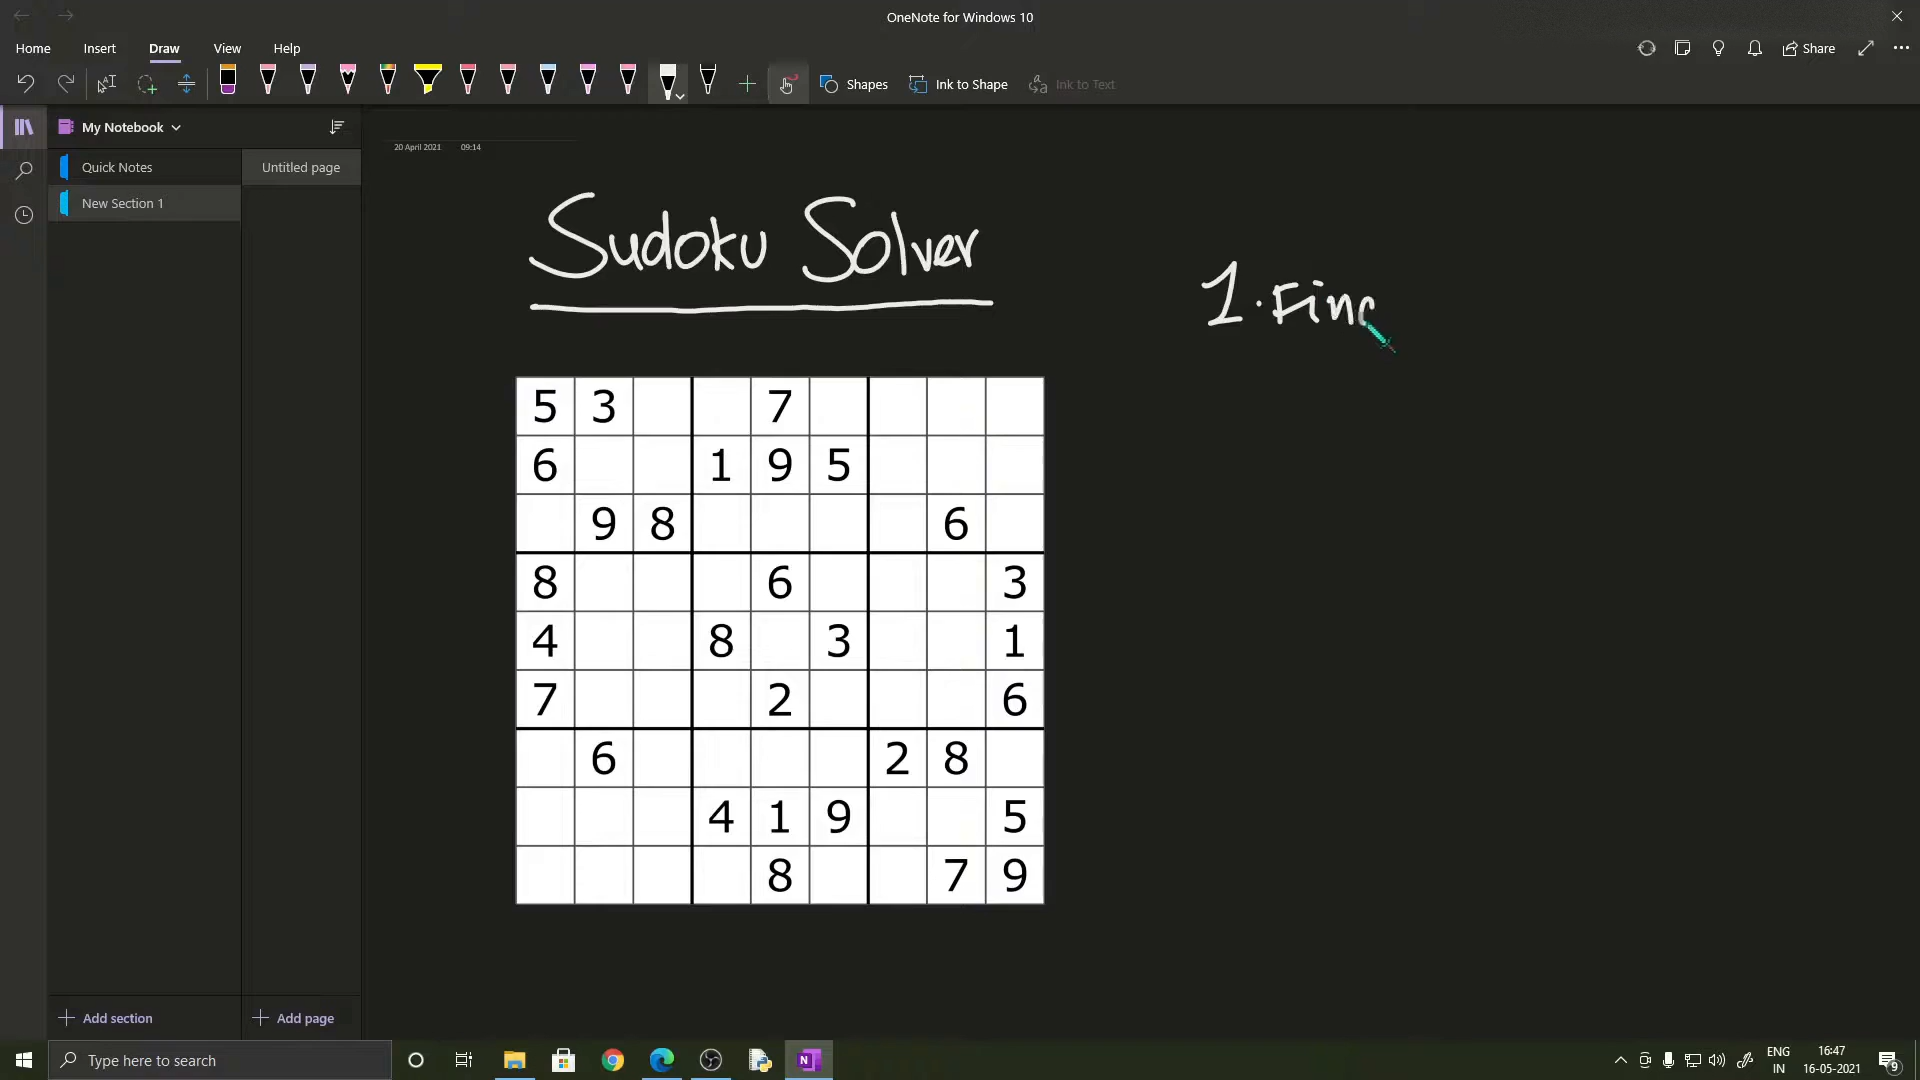 OneNote for Windows 10
Home Insert Draw View Help
Share
Shapes Ink to Shape Ink to Text
My Notebook
Quick Notes
New Section 1
Untitled page
20 April 2021 09:14
Sudoku Solver
1. Finc
5 3 7
6 1 9 5
9 8 6
8 6 3
4 8 3 1
7 2 6
6 2 8
4 1 9 5
8 7 9
Add section
Add page
Type here to search
ENG
IN
16:47
16-05-2021
9